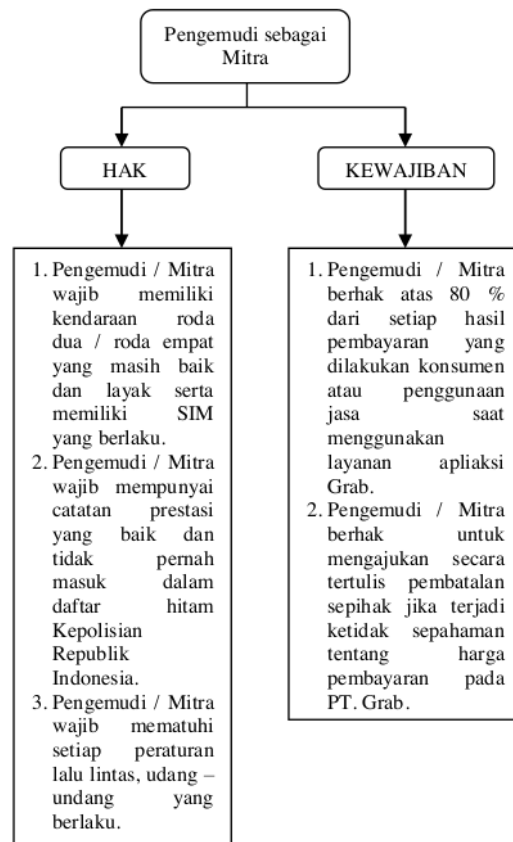 Pengemudi sebagai
Mitra
HAK
KEWAJIBAN
1. Pengemudi / Mitra
wajib memiliki
kendaraan roda
dua / roda empat
yang masih baik
dan layak serta
memiliki SIM
yang berlaku.
2. Pengemudi / Mitra
wajib mempunyai
catatan prestasi
yang baik dan
tidak pernah
masuk dalam
daftar hitam
Kepolisian
Republik
Indonesia.
3. Pengemudi / Mitra
wajib mematuhi
setiap peraturan
lalu lintas, udang –
undang yang
berlaku.
1. Pengemudi / Mitra
berhak atas 80 %
dari setiap hasil
pembayaran yang
dilakukan konsumen
atau penggunaan
jasa saat
menggunakan
layanan apliaksi
Grab.
2. Pengemudi / Mitra
berhak untuk
mengajukan secara
tertulis pembatalan
sepihak jika terjadi
ketidak sepahaman
tentang harga
pembayaran pada
PT. Grab.